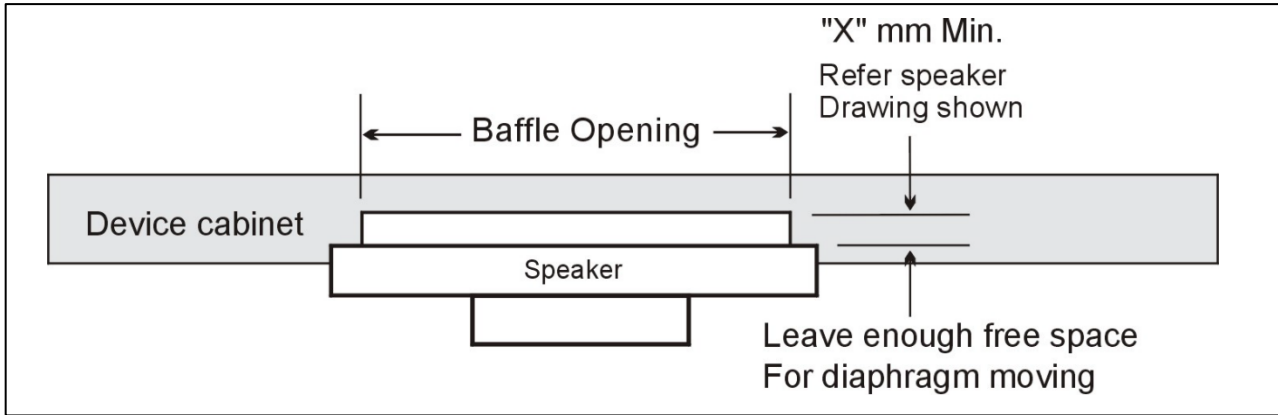 "X" mm Min.
Refer speaker
Drawing shown
Baffle Opening
Device cabinet
Speaker
Leave enough free space
For diaphragm moving